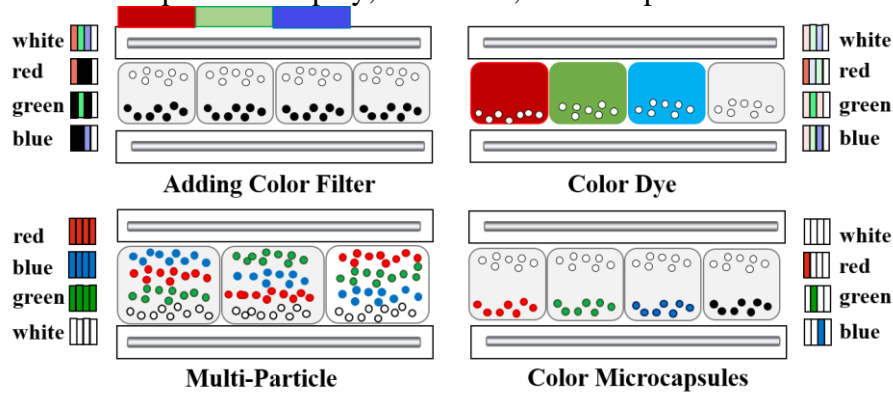 white
red
green
blue
Adding Color Filter
white
red
green
blue
Color Dye
red
blue
green
white
Multi-Particle
white
red
green
blue
Color Microcapsules